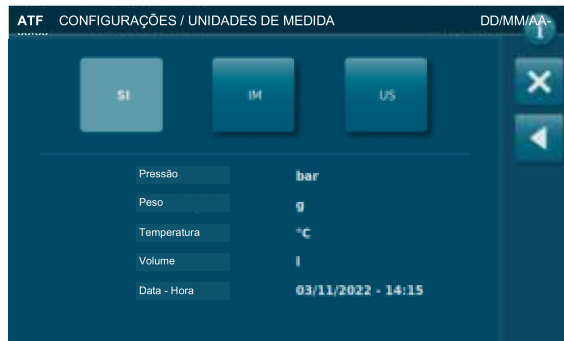 ATF CONFIGURAÇÕES / UNIDADES DE MEDIDA DD/MM/AA-
SI IM US
Pressão bar
Peso g
Temperatura °C
Volume l
Data - Hora 03/11/2022 - 14:15